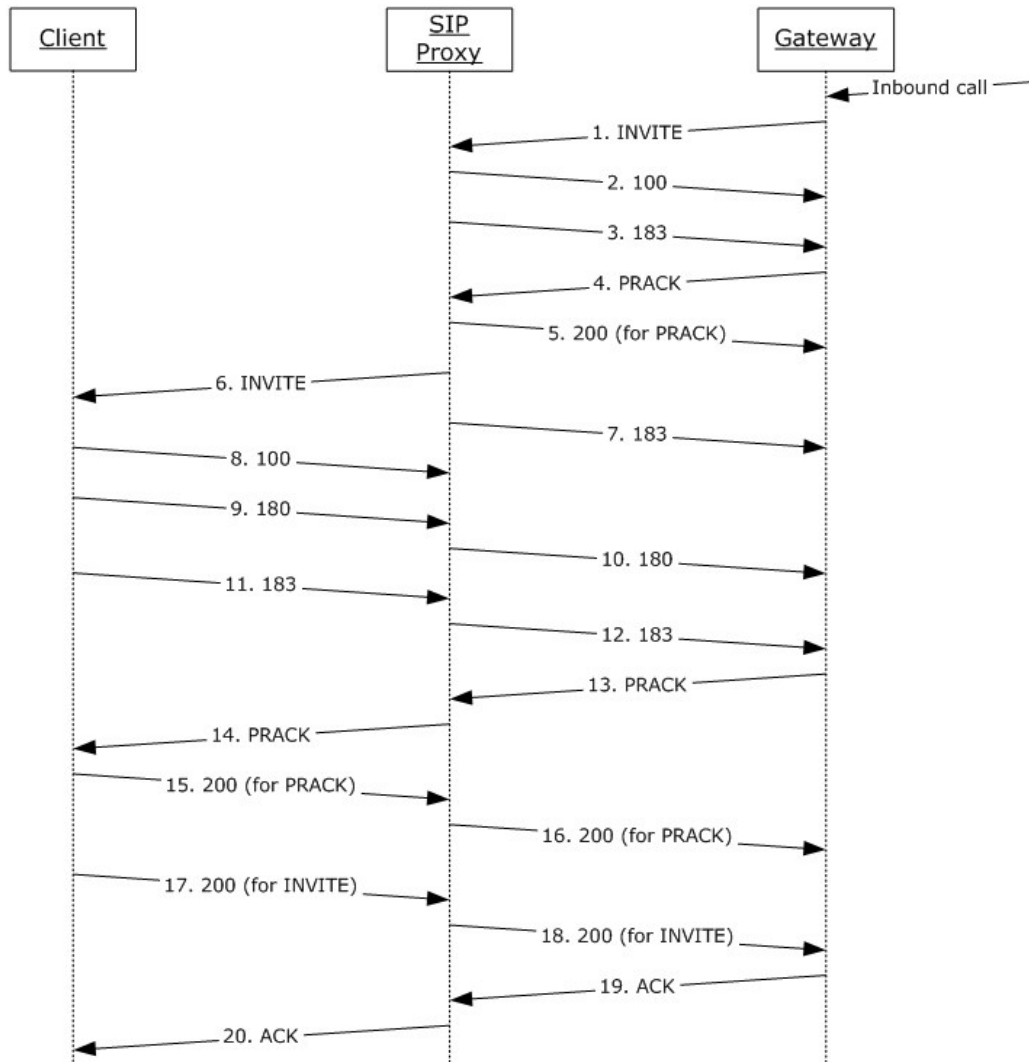 Client
SIP
Proxy
Gateway
Inbound call
1. INVITE
2. 100
3. 183
4. PRACK
5. 200 (for PRACK)
6. INVITE
7. 183
8. 100
9. 180
10. 180
11. 183
12. 183
13. PRACK
14. PRACK
15. 200 (for PRACK)
16. 200 (for PRACK)
17. 200 (for INVITE)
18. 200 (for INVITE)
19. ACK
20. ACK